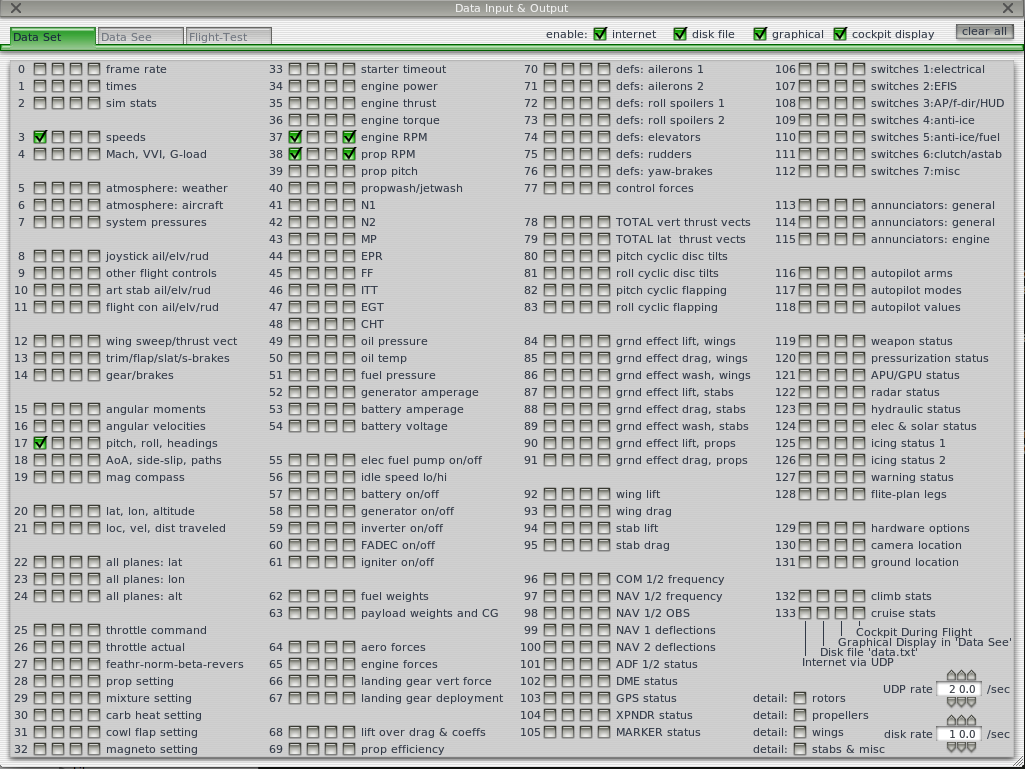 Data Input & Output
Data Set
Data See
Flight-Test
enable: internet disk file graphical cockpit display clear all
0 frame rate
1 times
2 sim stats
3 speeds
4 Mach, VVI, G-load
5 atmosphere: weather
6 atmosphere: aircraft
7 system pressures
8 joystick ail/elv/rud
9 other flight controls
10 art stab ail/elv/rud
11 flight con ail/elv/rud
12 wing sweep/thrust vect
13 trim/flap/slat/s-brakes
14 gear/brakes
15 angular moments
16 angular velocities
17 pitch, roll, headings
18 AoA, side-slip, paths
19 mag compass
20 lat, lon, altitude
21 loc, vel, dist traveled
22 all planes: lat
23 all planes: lon
24 all planes: alt
25 throttle command
26 throttle actual
27 feathr-norm-beta-revers
28 prop setting
29 mixture setting
30 carb heat setting
31 cowl flap setting
32 magneto setting
33 starter timeout
34 engine power
35 engine thrust
36 engine torque
37 engine RPM
38 prop RPM
39 prop pitch
40 propwash/jetwash
41 N1
42 N2
43 MP
44 EPR
45 FF
46 ITT
47 EGT
48 CHT
49 oil pressure
50 oil temp
51 fuel pressure
52 generator amperage
53 battery amperage
54 battery voltage
55 elec fuel pump on/off
56 idle speed lo/hi
57 battery on/off
58 generator on/off
59 inverter on/off
60 FADEC on/off
61 igniter on/off
62 fuel weights
63 payload weights and CG
64 aero forces
65 engine forces
66 landing gear vert force
67 landing gear deployment
68 lift over drag & coeffs
69 prop efficiency
70 defs: ailerons 1
71 defs: ailerons 2
72 defs: roll spoilers 1
73 defs: roll spoilers 2
74 defs: elevators
75 defs: rudders
76 defs: yaw-brakes
77 control forces
78 TOTAL vert thrust vects
79 TOTAL lat thrust vects
80 pitch cyclic disc tilts
81 roll cyclic disc tilts
82 pitch cyclic flapping
83 roll cyclic flapping
84 grnd effect lift, wings
85 grnd effect drag, wings
86 grnd effect wash, wings
87 grnd effect lift, stabs
88 grnd effect drag, stabs
89 grnd effect wash, stabs
90 grnd effect lift, props
91 grnd effect drag, props
92 wing lift
93 wing drag
94 stab lift
95 stab drag
96 COM 1/2 frequency
97 NAV 1/2 frequency
98 NAV 1/2 OBS
99 NAV 1 deflections
100 NAV 2 deflections
101 ADF 1/2 status
102 DME status
103 GPS status
104 XPNDR status
105 MARKER status
106 switches 1:electrical
107 switches 2:EFIS
108 switches 3:AP/f-dir/HUD
109 switches 4:anti-ice
110 switches 5:anti-ice/fuel
111 switches 6:clutch/astab
112 switches 7:misc
113 annunciators: general
114 annunciators: general
115 annunciators: engine
116 autopilot arms
117 autopilot modes
118 autopilot values
119 weapon status
120 pressurization status
121 APU/GPU status
122 radar status
123 hydraulic status
124 elec & solar status
125 icing status 1
126 icing status 2
127 warning status
128 flite-plan legs
129 hardware options
130 camera location
131 ground location
132 climb stats
133 cruise stats
Cockpit During Flight
Graphical Display in 'Data See'
Disk file 'data.txt'
Internet via UDP
UDP rate 2 0.0 /sec
detail: rotors
detail: propellers
detail: wings
disk rate 1 0.0 /sec
detail: stabs & misc